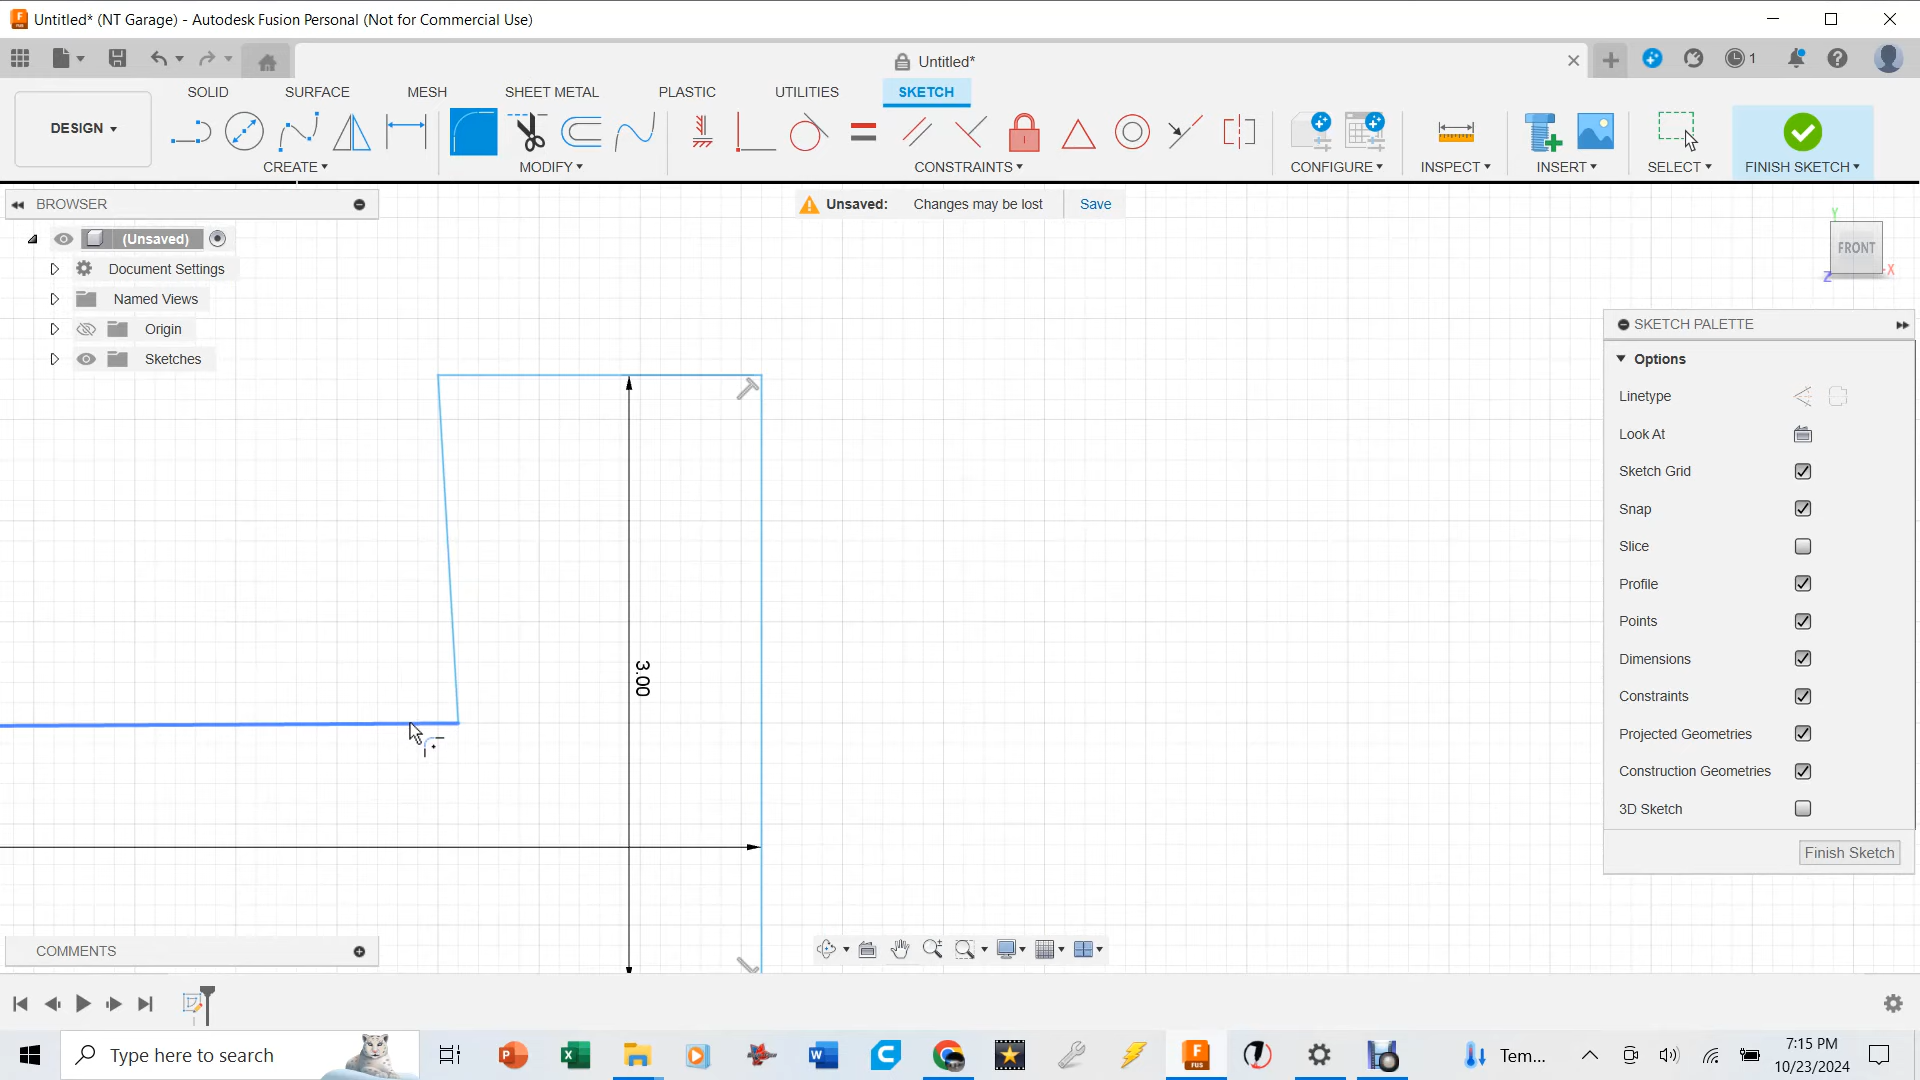 Untitled* (NT Garage) - Autodesk Fusion Personal (Not for Commercial Use)
Untitled*
1
SOLID SURFACE MESH SHEET METAL PLASTIC UTILITIES SKETCH
DESIGN
CREATE MODIFY CONSTRAINTS CONFIGURE INSPECT INSERT SELECT FINISH SKETCH
BROWSER
Unsaved: Changes may be lost Save
(Unsaved)
Document Settings
Named Views
Origin
Sketches
Y
FRONT
X
Z
SKETCH PALETTE
Options
Linetype
Look At
Sketch Grid
Snap
Slice
Profile
Points
Dimensions
Constraints
Projected Geometries
Construction Geometries
3D Sketch
Finish Sketch
3.00
COMMENTS
Type here to search
Tem...
7:15 PM
10/23/2024